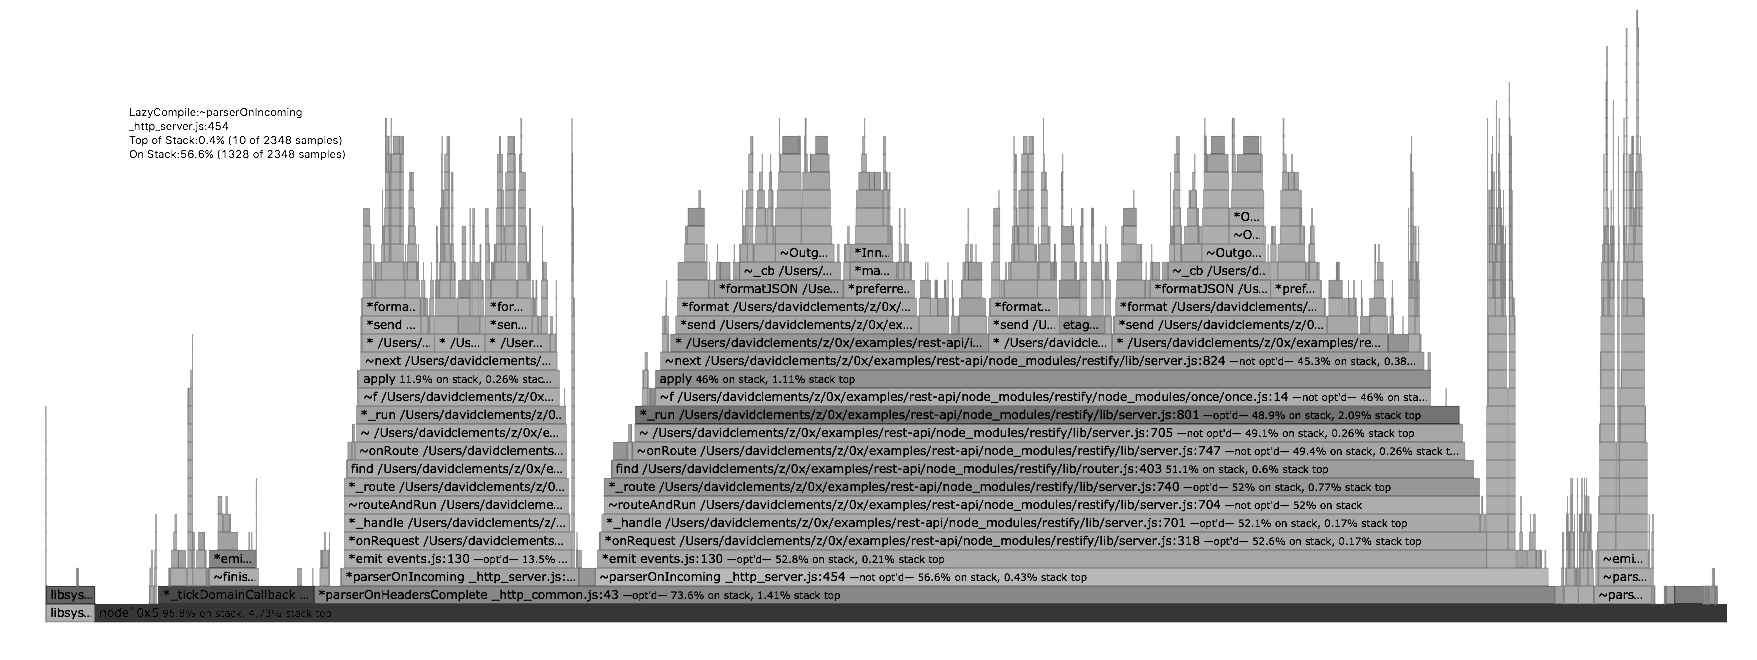 LazyCompile:~parserOnIncoming
_http_server.js:454
Top of Stack:0.4% (10 of 2348 samples)
On Stack:56.6% (1328 of 2348 samples)
*O...
~O...
~Outg... *Inn... ~Outgo...
~_cb /Users/... *ma... ~_cb /Users/d..
*formatJSON /Use... *preferre... *formatJSON /Us... *pref...
*forma.. *for... *format /Users/davidclements/z/0x/... *format... *format /Users/davidclements/...
*send ... *sen... *send /Users/davidclements/z/0x/ex... *send /U... etag... *send /Users/davidclements/z/0...
* /Users/... * /Us... * /User... * /Users/davidclements/z/0x/examples/rest-api/i... * /Users/davidcle... * /Users/davidclements/z/0x/examples/re...
~next /Users/davidclements/... ~next /Users/davidclements/z/0x/examples/rest-api/node_modules/restify/lib/server.js:824 —not opt'd— 45.3% on stack, 0.38...
apply 11.9% on stack, 0.26% stac... apply 46% on stack, 1.11% stack top
~f /Users/davidclements/z/0x... ~f /Users/davidclements/z/0x/examples/rest-api/node_modules/restify/node_modules/once/once.js:14 —not opt'd— 46% on sta...
*_run /Users/davidclements/z/0.. *_run /Users/davidclements/z/0x/examples/rest-api/node_modules/restify/lib/server.js:801 —opt'd— 48.9% on stack, 2.09% stack top
~ /Users/davidclements/z/0x/e... ~ /Users/davidclements/z/0x/examples/rest-api/node_modules/restify/lib/server.js:705 —not opt'd— 49.1% on stack, 0.26% stack top
~onRoute /Users/davidclements... ~onRoute /Users/davidclements/z/0x/examples/rest-api/node_modules/restify/lib/server.js:747 —not opt'd— 49.4% on stack, 0.26% stack t...
find /Users/davidclements/z/0x/e... find /Users/davidclements/z/0x/examples/rest-api/node_modules/restify/lib/router.js:403 51.1% on stack, 0.6% stack top
*_route /Users/davidclements/z/0... *_route /Users/davidclements/z/0x/examples/rest-api/node_modules/restify/lib/server.js:740 —opt'd— 52% on stack, 0.77% stack top
~routeAndRun /Users/davidcleme... ~routeAndRun /Users/davidclements/z/0x/examples/rest-api/node_modules/restify/lib/server.js:704 —not opt'd— 52% on stack
*_handle /Users/davidclements/z/... *_handle /Users/davidclements/z/0x/examples/rest-api/node_modules/restify/lib/server.js:701 —opt'd— 52.1% on stack, 0.17% stack top
*onRequest /Users/davidclements... *onRequest /Users/davidclements/z/0x/examples/rest-api/node_modules/restify/lib/server.js:318 —opt'd— 52.6% on stack, 0.17% stack top
*emi... *emit events.js:130 —opt'd— 13.5%... *emit events.js:130 —opt'd— 52.8% on stack, 0.21% stack top ~emi...
~finis... *parserOnIncoming _http_server.js:... ~parserOnIncoming _http_server.js:454 —not opt'd— 56.6% on stack, 0.43% stack top ~pars...
libsys... *_tickDomainCallback ... *parserOnHeadersComplete _http_common.js:43 —opt'd— 73.6% on stack, 1.41% stack top ~pars...
libsys... node`0x5 96.8% on stack, 4.73% stack top